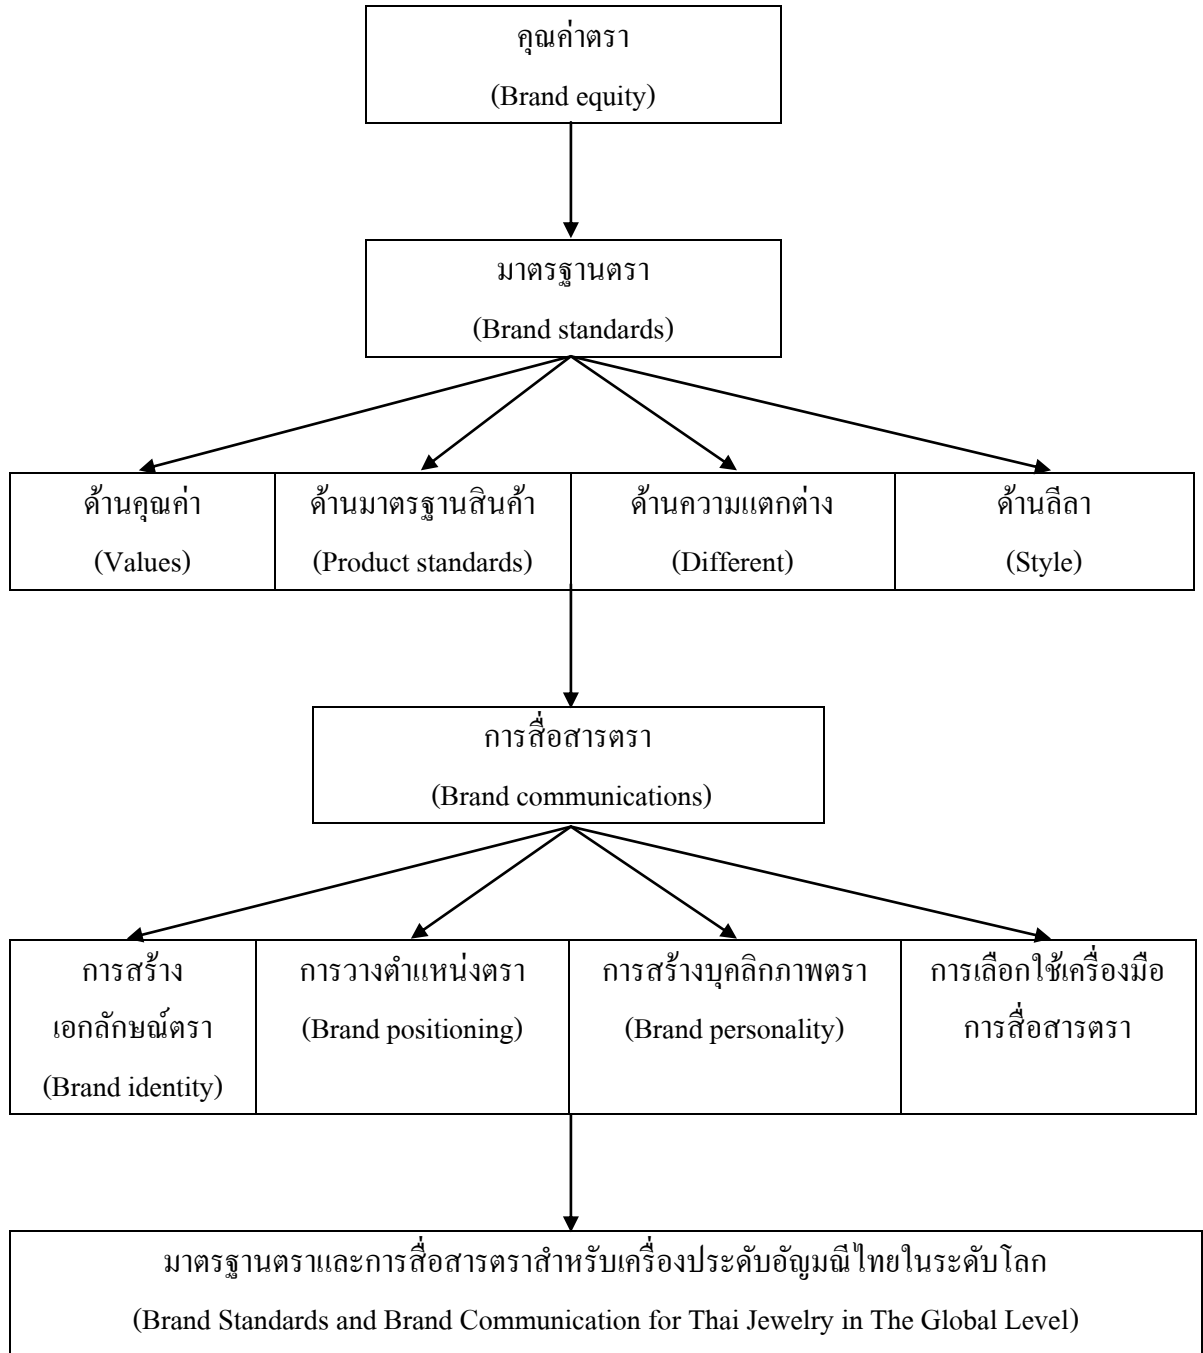 คุณค่าตรา
(Brand equity)
มาตรฐานตรา
(Brand standards)
ด้านคุณค่า
(Values)
ด้านมาตรฐานสินค้า
(Product standards)
ด้านความแตกต่าง
(Different)
ด้านลีลา
(Style)
การสื่อสารตรา
(Brand communications)
การสร้าง
เอกลักษณ์ตรา
(Brand identity)
การวางตำแหน่งตรา
(Brand positioning)
การสร้างบุคลิกภาพตรา
(Brand personality)
การเลือกใช้เครื่องมือ
การสื่อสารตรา
มาตรฐานตราและการสื่อสารตราสำหรับเครื่องประดับอัญมณีไทยในระดับโลก
(Brand Standards and Brand Communication for Thai Jewelry in The Global Level)